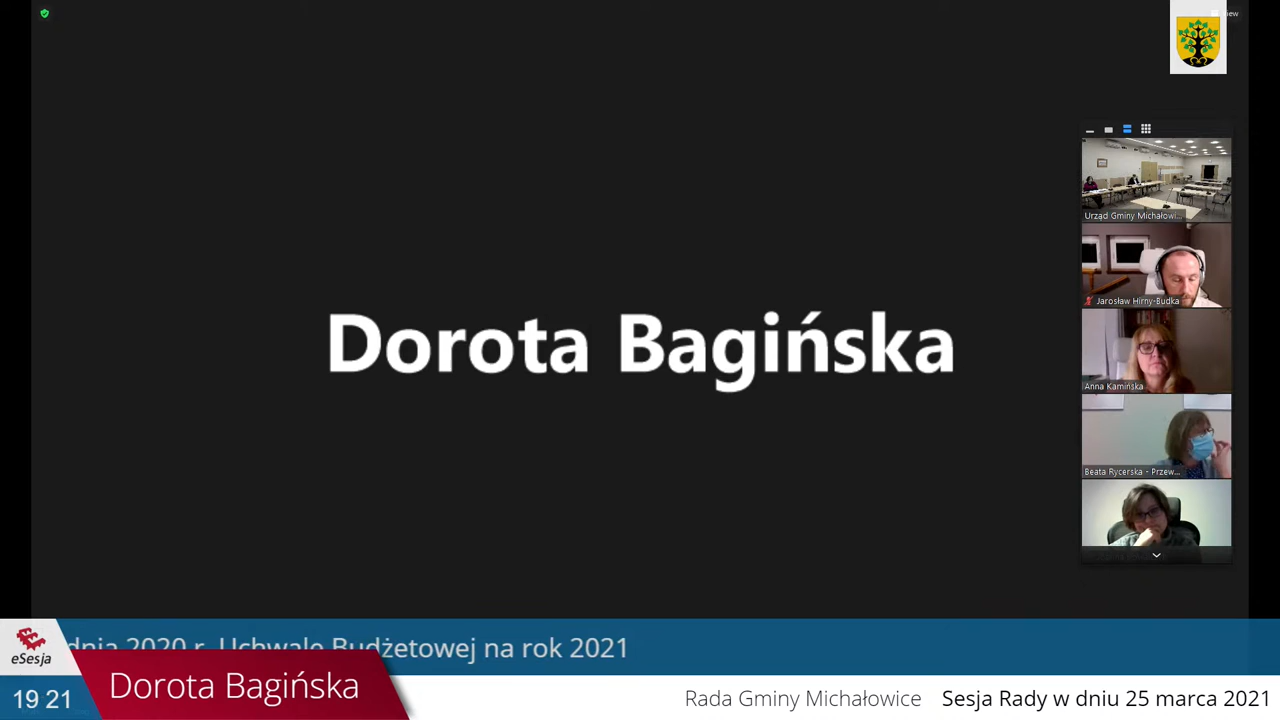 View
Urząd Gminy Michałowi...
Jarosław Hirny-Budka
Anna Kamińska
Beata Rycerska - Przew...
Dorota Bagińska
dnia 2020 r. Uchwale Budżetowej na rok 2021
eSesja
19 21
Dorota Bagińska
Rada Gminy Michałowice Sesja Rady w dniu 25 marca 2021